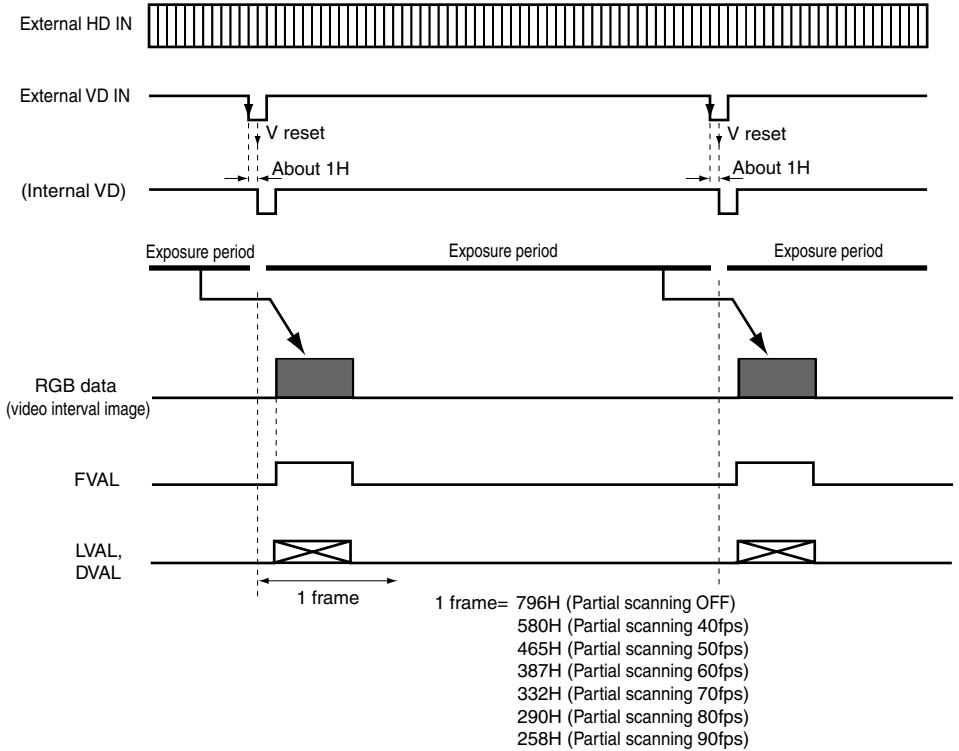 External HD IN
External VD IN
V reset
V reset
About 1H
About 1H
(Internal VD)
Exposure period
Exposure period
Exposure period
RGB data
(video interval image)
FVAL
LVAL,
DVAL
1 frame
1 frame= 796H (Partial scanning OFF)
580H (Partial scanning 40fps)
465H (Partial scanning 50fps)
387H (Partial scanning 60fps)
332H (Partial scanning 70fps)
290H (Partial scanning 80fps)
258H (Partial scanning 90fps)